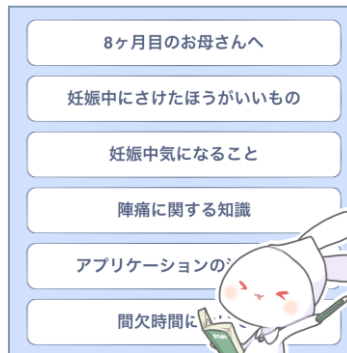 8ヶ月目のお母さんへ
妊娠中にさけたほうがいいもの
妊娠中気になること
陣痛に関する知識
アプリケーションの
間欠時間に